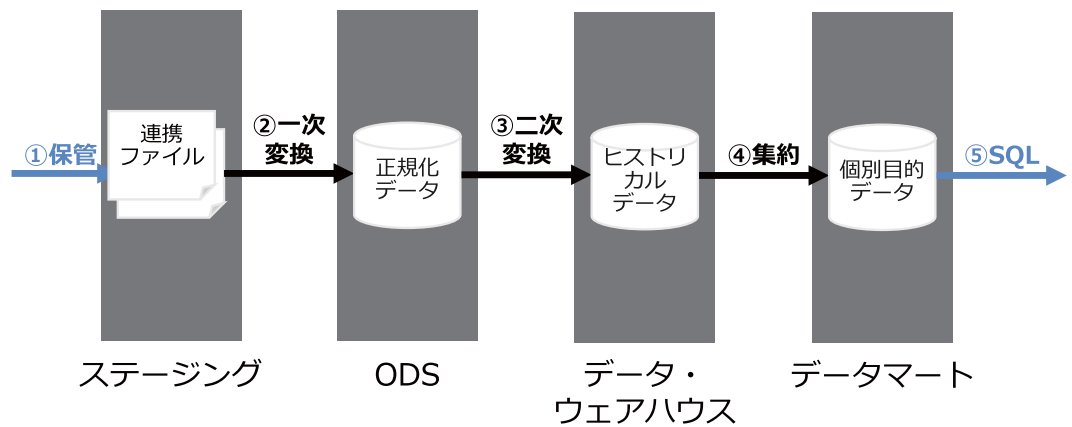 ①保管
連携
ファイル
②一次
変換
正規化
データ
③二次
変換
ヒストリ
カル
データ
④集約
個別目的
データ
⑤SQL
ステージング
ODS
データ・
ウェアハウス
データマート